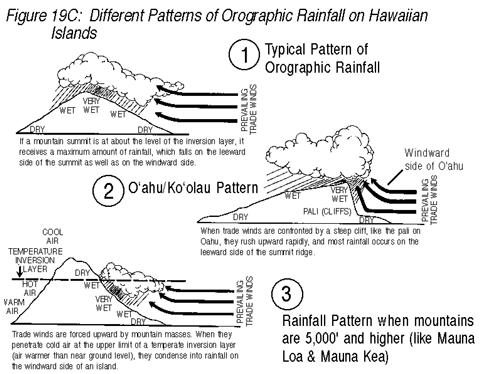 Figure 19C: Different Patterns of Orographic Rainfall on Hawaiian
Islands
1
Typical Pattern of
Orographic Rainfall
WET
VERY
WET
WET
DRY
DRY
PREVAILING
TRADE WINDS
If a mountain summit is at about the level of the inversion layer, it
receives a maximum amount of rainfall, which falls on the leeward
side of the summit as well as on the windward side.
2
O'ahu/Ko'olau Pattern
Windward
side of O'ahu
WET
VERY
WET
PALI (CLIFFS)
DRY
DRY
PREVAILING
TRADE WINDS
When trade winds are confronted by a steep cliff, like the pali on
Oahu, they rush upward rapidly, and most rainfall occurs on the
leeward side of the summit ridge.
COOL
AIR
TEMPERATURE
INVERSION
LAYER
HOT
AIR
WARM
AIR
DRY
WET
VERY
WET
WET
DRY
PREVAILING
TRADE WINDS
Trade winds are forced upward by mountain masses. When they
penetrate cold air at the upper limit of a temperate inversion layer
(air warmer than near ground level), they condense into rainfall on
the windward side of an island.
3
Rainfall Pattern when mountains
are 5,000' and higher (like Mauna
Loa & Mauna Kea)